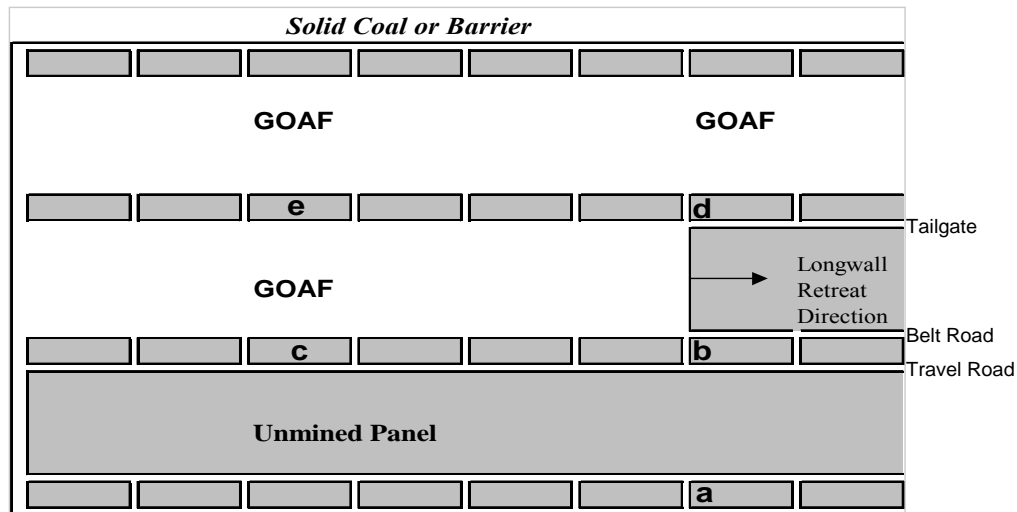 Solid Coal or Barrier
GOAF GOAF
e d
Tailgate
Longwall
Retreat
Direction
GOAF
Belt Road
c b
Travel Road
Unmined Panel
a